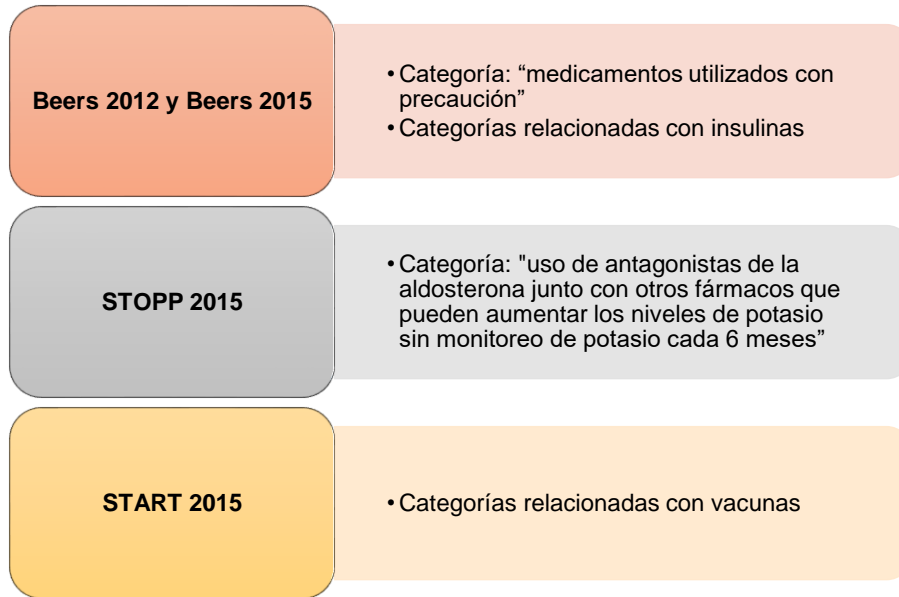 Beers 2012 y Beers 2015
• Categoría: “medicamentos utilizados con
precaución”
• Categorías relacionadas con insulinas
STOPP 2015
• Categoría: "uso de antagonistas de la
aldosterona junto con otros fármacos que
pueden aumentar los niveles de potasio
sin monitoreo de potasio cada 6 meses”
START 2015
• Categorías relacionadas con vacunas